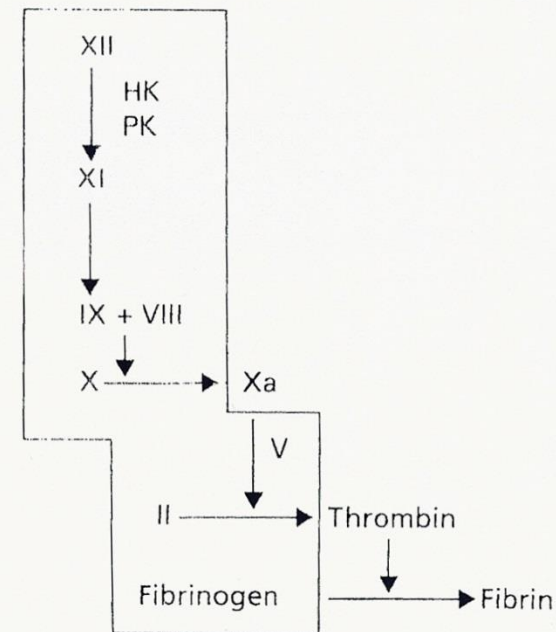 XII
HK
PK
XI
IX + VIII
X Xa
V
II Thrombin
Fibrinogen Fibrin